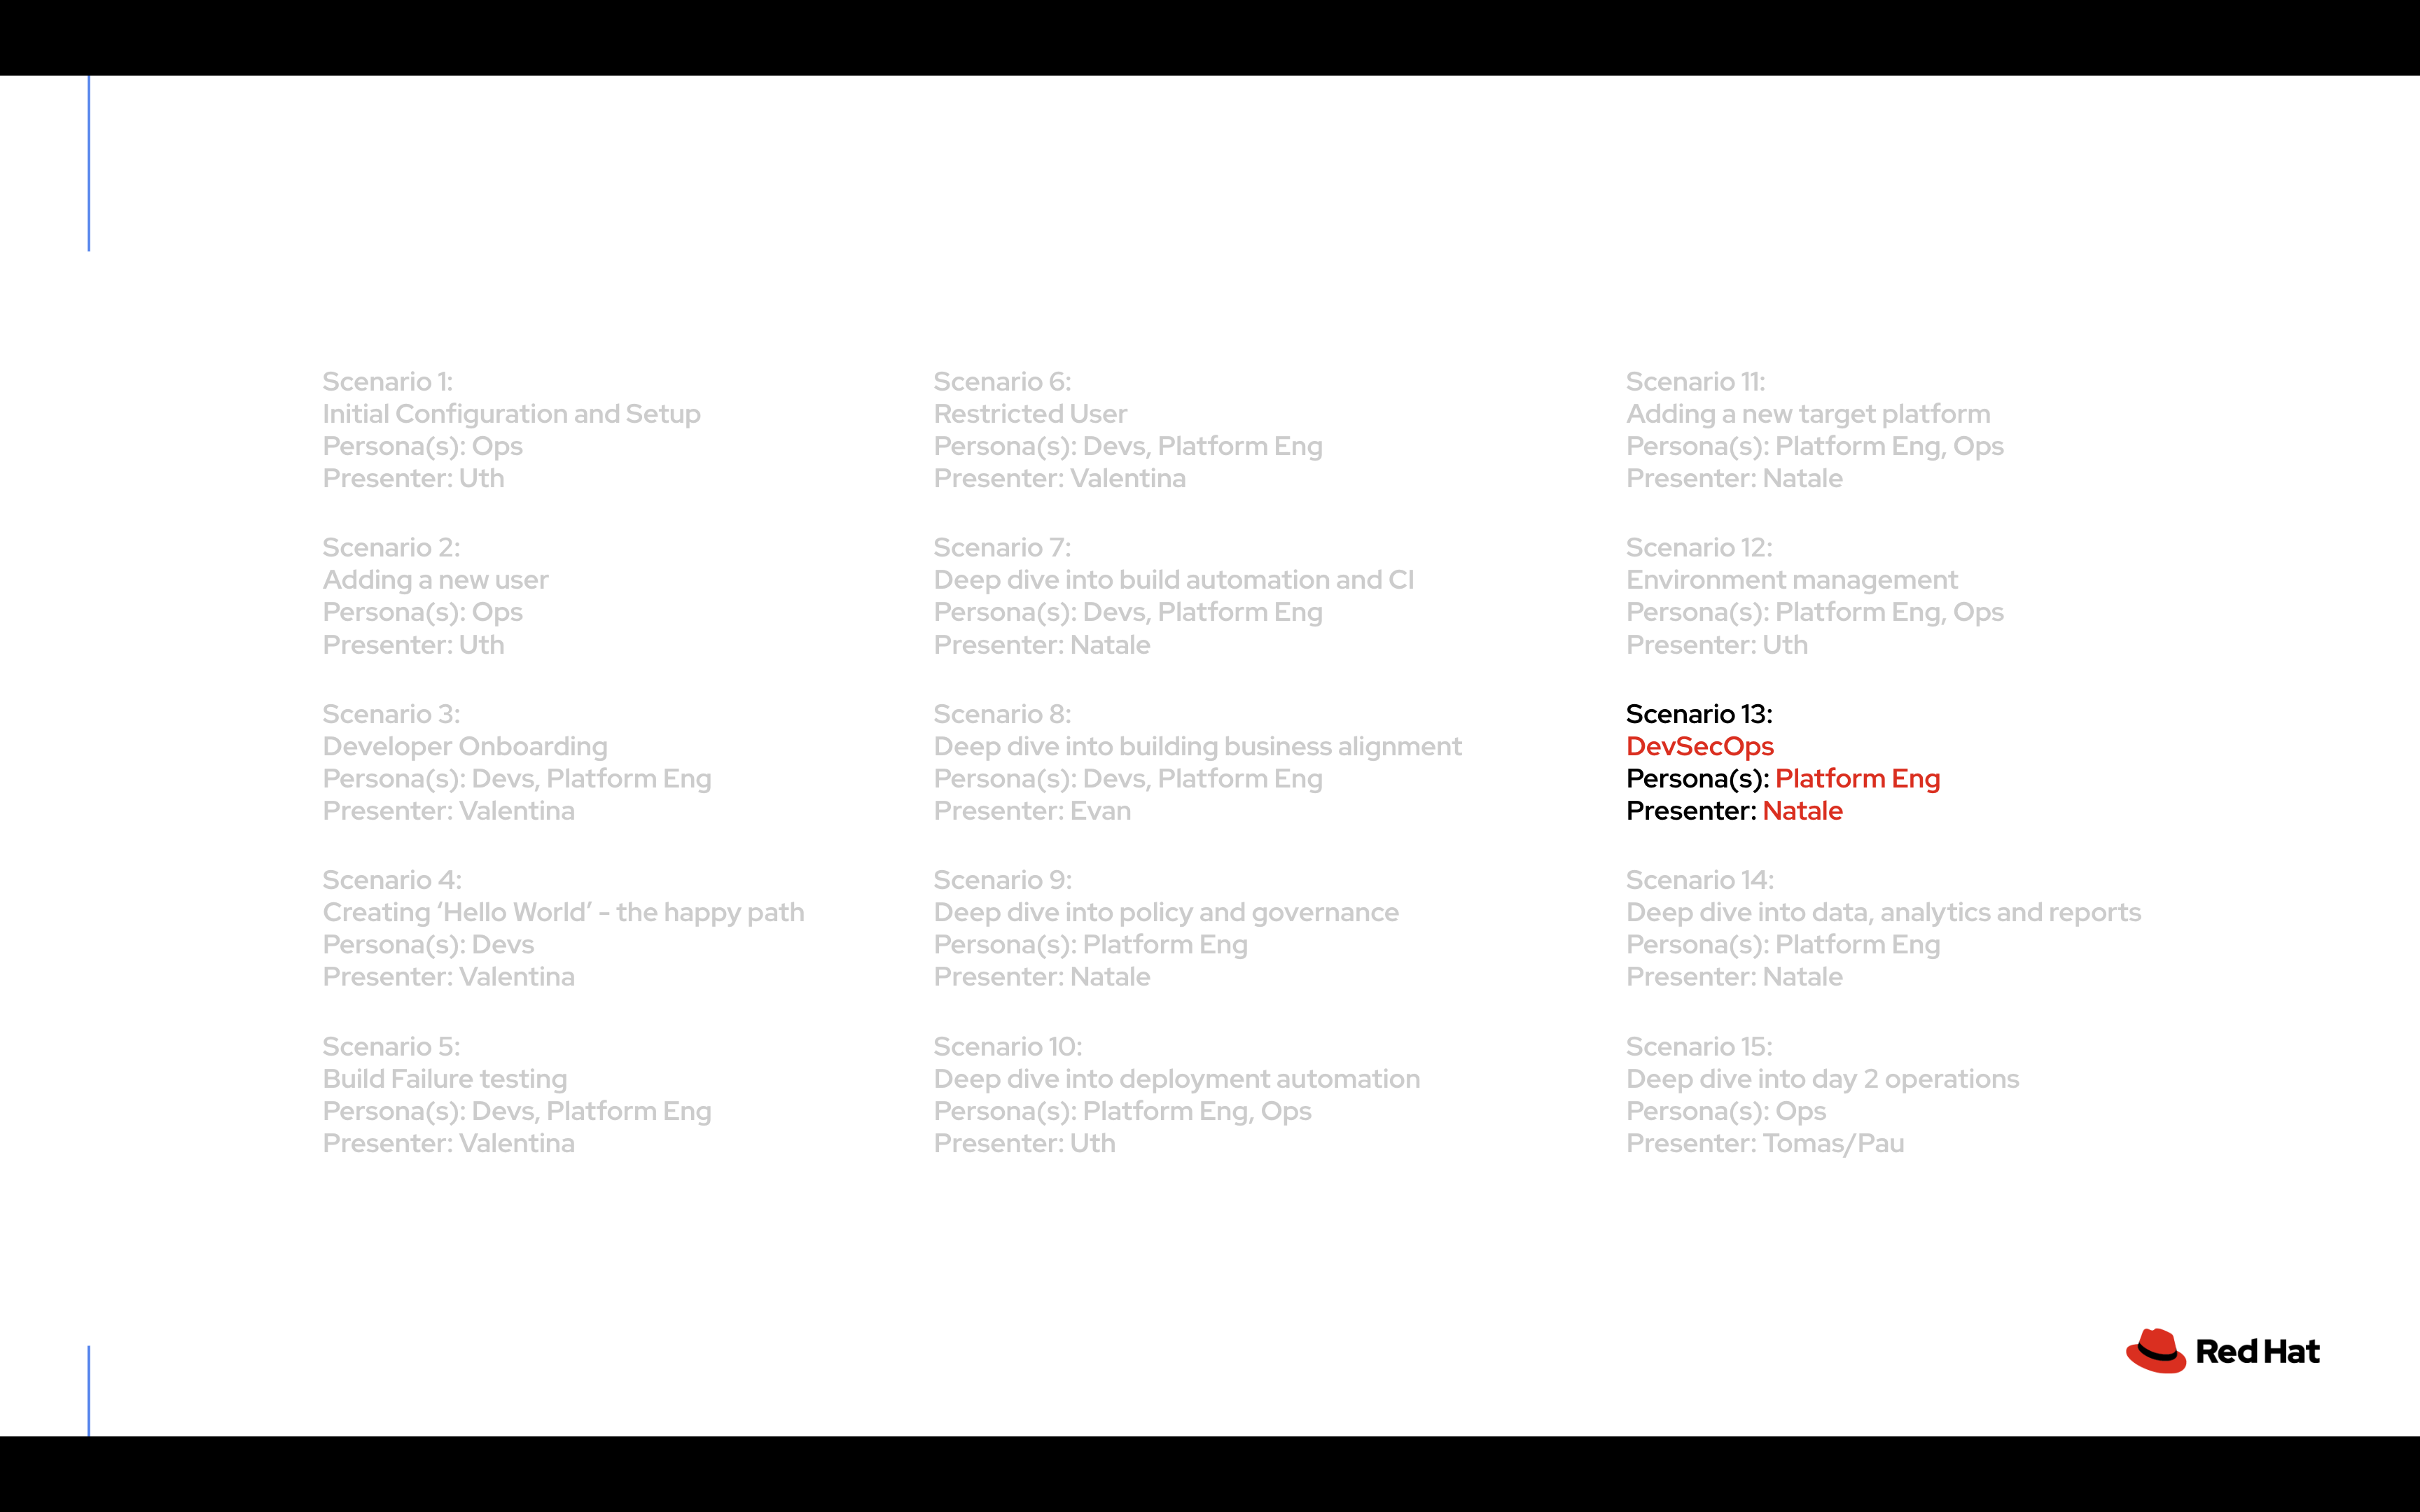 Scenario 1:
Initial Configuration and Setup
Persona(s): Ops
Presenter: Uth
Scenario 2:
Adding a new user
Persona(s): Ops
Presenter: Uth
Scenario 3:
Developer Onboarding
Persona(s): Devs, Platform Eng
Presenter: Valentina
Scenario 4:
Creating ‘Hello World’ - the happy path
Persona(s): Devs
Presenter: Valentina
Scenario 5:
Build Failure testing
Persona(s): Devs, Platform Eng
Presenter: Valentina
Scenario 6:
Restricted User
Persona(s): Devs, Platform Eng
Presenter: Valentina
Scenario 7:
Deep dive into build automation and CI
Persona(s): Devs, Platform Eng
Presenter: Natale
Scenario 8:
Deep dive into building business alignment
Persona(s): Devs, Platform Eng
Presenter: Evan
Scenario 9:
Deep dive into policy and governance
Persona(s): Platform Eng
Presenter: Natale
Scenario 10:
Deep dive into deployment automation
Persona(s): Platform Eng, Ops
Presenter: Uth
Scenario 11:
Adding a new target platform
Persona(s): Platform Eng, Ops
Presenter: Natale
Scenario 12:
Environment management
Persona(s): Platform Eng, Ops
Presenter: Uth
Scenario 13:
DevSecOps
Persona(s): Platform Eng
Presenter: Natale
Scenario 14:
Deep dive into data, analytics and reports
Persona(s): Platform Eng
Presenter: Natale
Scenario 15:
Deep dive into day 2 operations
Persona(s): Ops
Presenter: Tomas/Pau
Red Hat